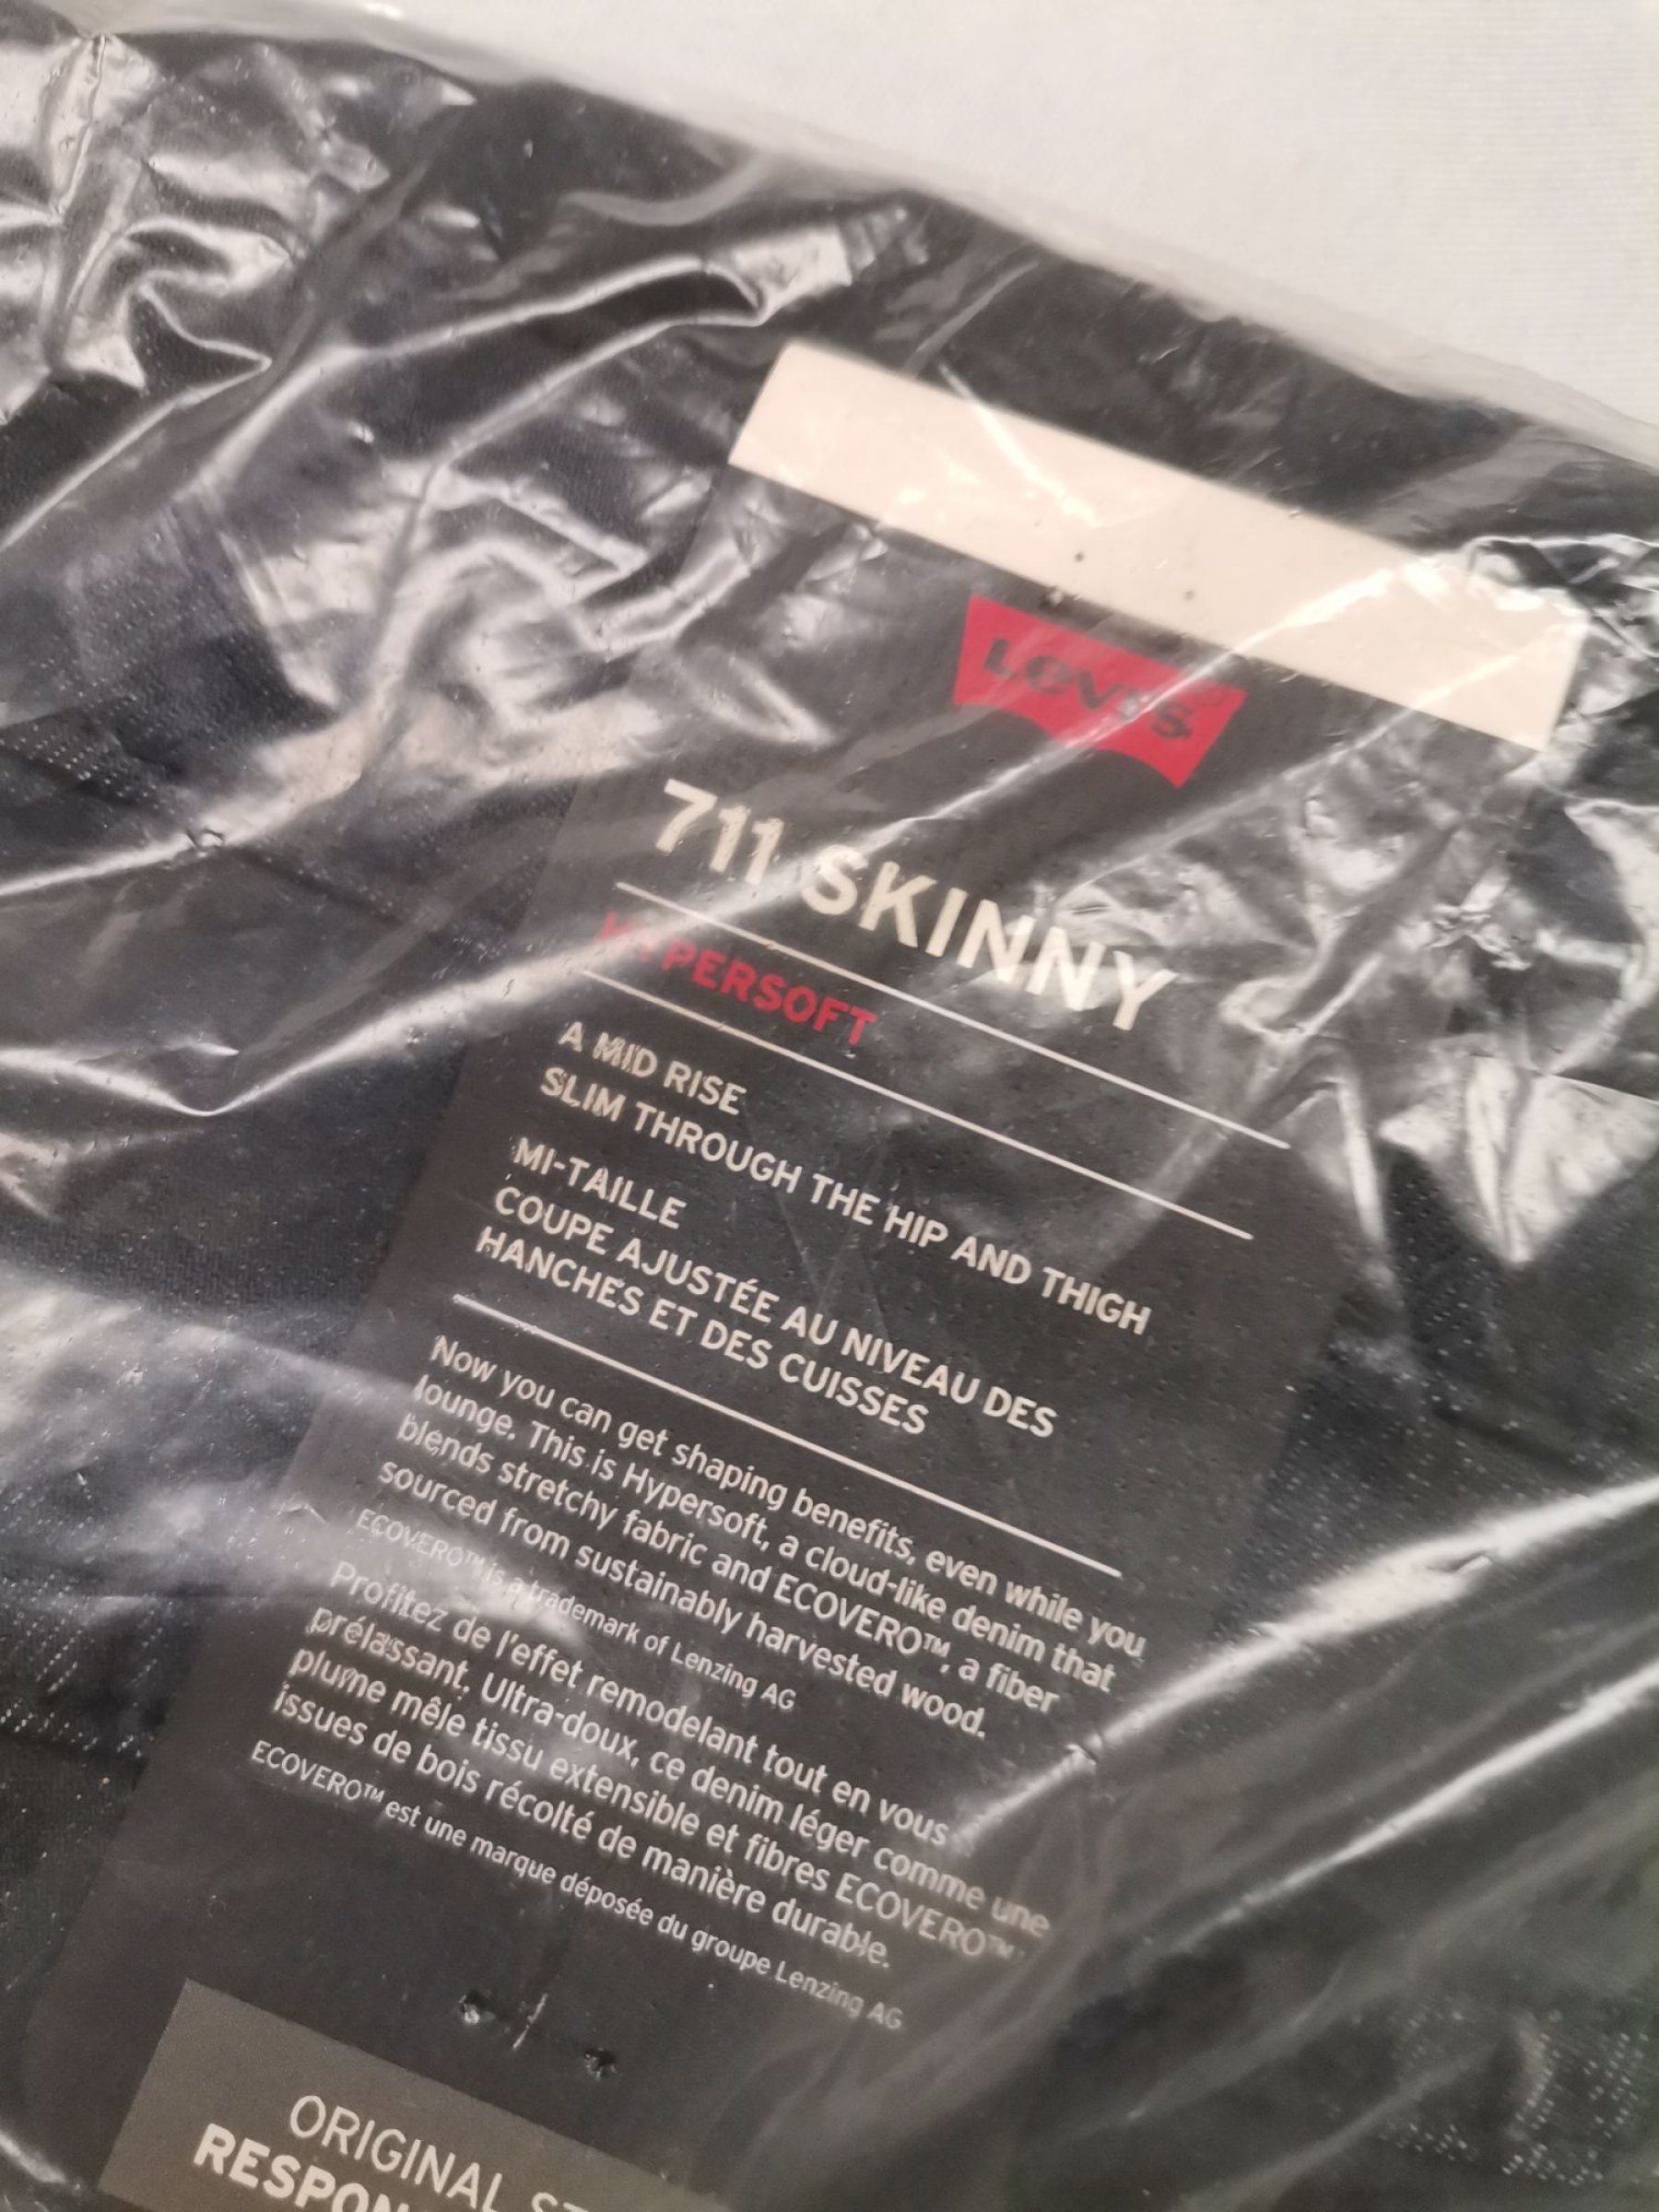 LEVI'S
711 SKINNY
HYPERSOFT
A MID RISE
SLIM THROUGH THE HIP AND THIGH
MI-TAILLE
COUPE AJUSTÉE AU NIVEAU DES
HANCHES ET DES CUISSES
Now you can get shaping benefits, even while you
lounge. This is Hypersoft, a cloud-like denim that
blends stretchy fabric and ECOVERO™, a fiber
sourced from sustainably harvested wood.
ECOVERO™ is a trademark of Lenzing AG
Profitez de l'effet remodelant tout en vous
prélassant. Ultra-doux, ce denim léger comme une
plume mêle tissu extensible et fibres ECOVERO™
issues de bois récolté de manière durable.
ECOVERO™ est une marque déposée du groupe Lenzing AG
ORIGINAL